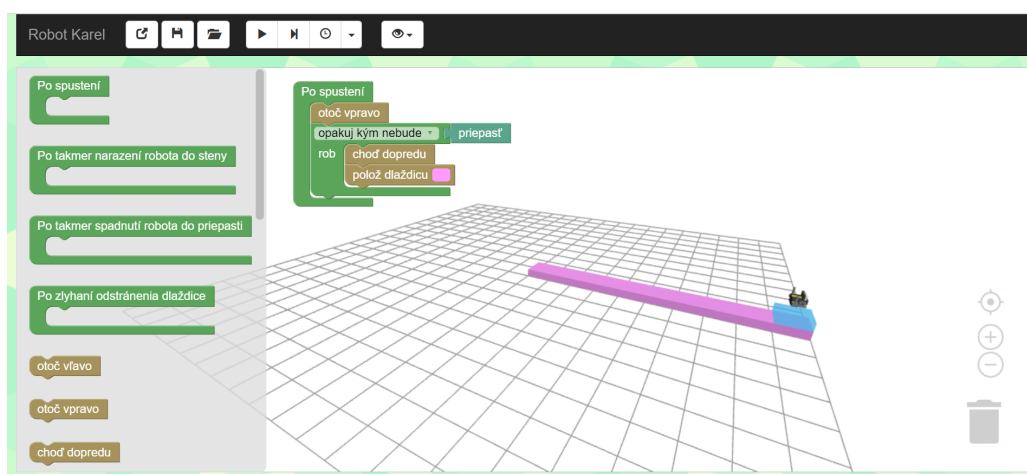 Robot Karel
Po spustení
Po takmer narazení robota do steny
Po takmer spadnutí robota do priepasti
Po zlyhaní odstránenia dlaždice
otoč vľavo
otoč vpravo
choď dopredu
Po spustení
otoč vpravo
opakuj kým nebude priepasť
rob choď dopredu
polož dlaždicu